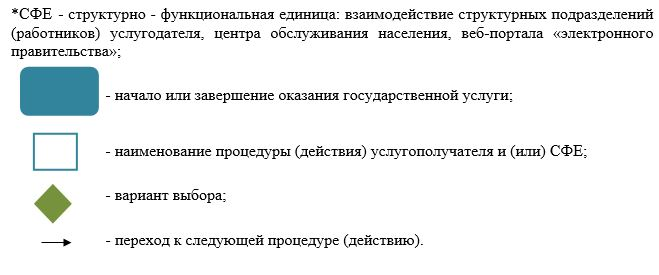 *СФЕ - структурно - функциональная единица: взаимодействие структурных подразделений
(работников) услугодателя, центра обслуживания населения, веб-портала «электронного
правительства»;
- начало или завершение оказания государственной услуги;
- наименование процедуры (действия) услугополучателя и (или) СФЕ;
- вариант выбора;
- переход к следующей процедуре (действию).